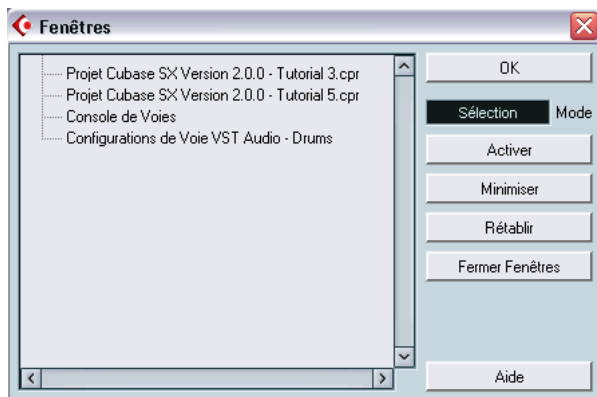 Fenêtres
Projet Cubase SX Version 2.0.0 - Tutorial 3.cpr
Projet Cubase SX Version 2.0.0 - Tutorial 5.cpr
Console de Voies
Configurations de Voie VST Audio - Drums
OK
Sélection Mode
Activer
Minimiser
Rétablir
Fermer Fenêtres
Aide